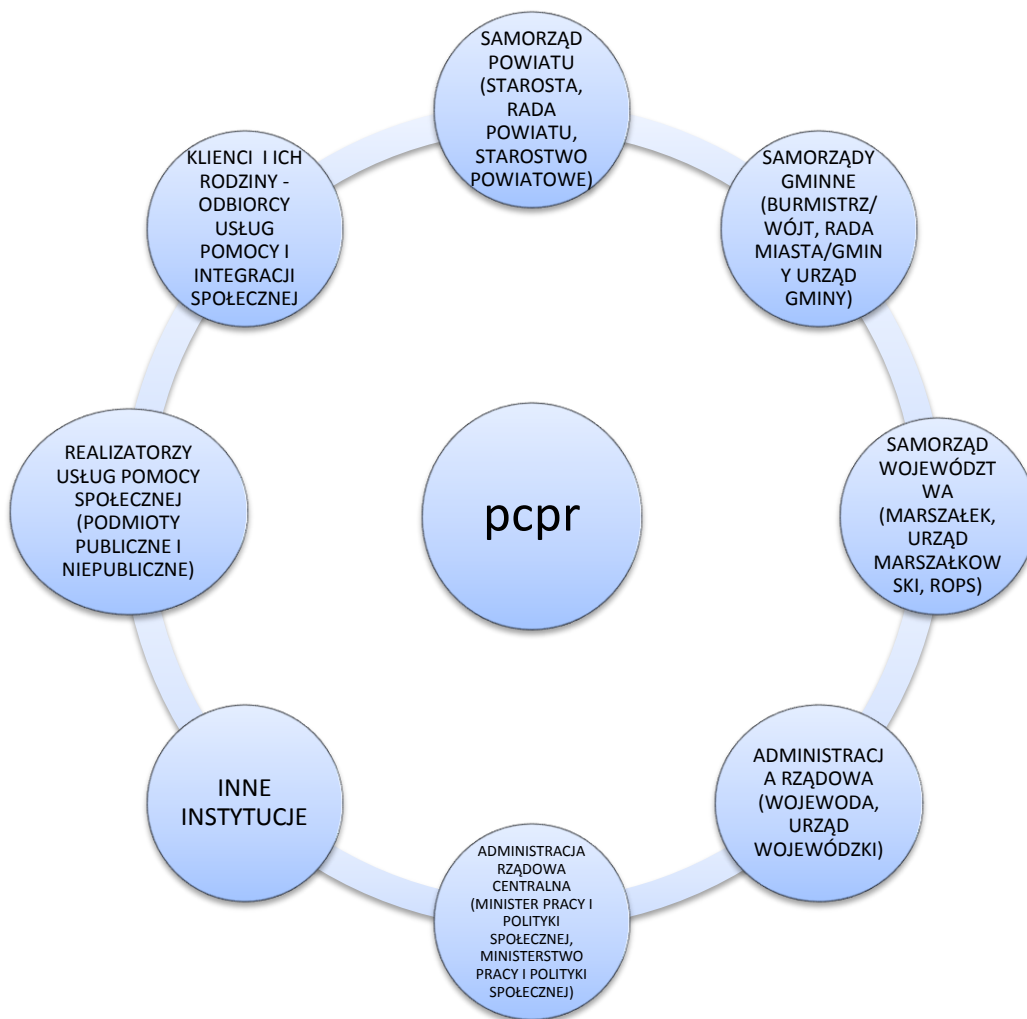 SAMORZĄD
POWIATU
(STAROSTA,
RADA
POWIATU,
STAROSTWO
POWIATOWE)
SAMORZĄDY
GMINNE
(BURMISTRZ/
WÓJT, RADA
MIASTA/GMIN
Y URZĄD
GMINY)
SAMORZĄD
WOJEWÓDZT
WA
(MARSZAŁEK,
URZĄD
MARSZAŁKOW
SKI, ROPS)
ADMINISTRACJ
A RZĄDOWA
(WOJEWODA,
URZĄD
WOJEWÓDZKI)
ADMINISTRACJA
RZĄDOWA
CENTRALNA
(MINISTER PRACY I
POLITYKI
SPOŁECZNEJ,
MINISTERSTWO
PRACY I POLITYKI
SPOŁECZNEJ)
INNE
INSTYTUCJE
REALIZATORZY
USŁUG POMOCY
SPOŁECZNEJ
(PODMIOTY
PUBLICZNE I
NIEPUBLICZNE)
KLIENCI I ICH
RODZINY -
ODBIORCY
USŁUG
POMOCY I
INTEGRACJI
SPOŁECZNEJ
pcpr